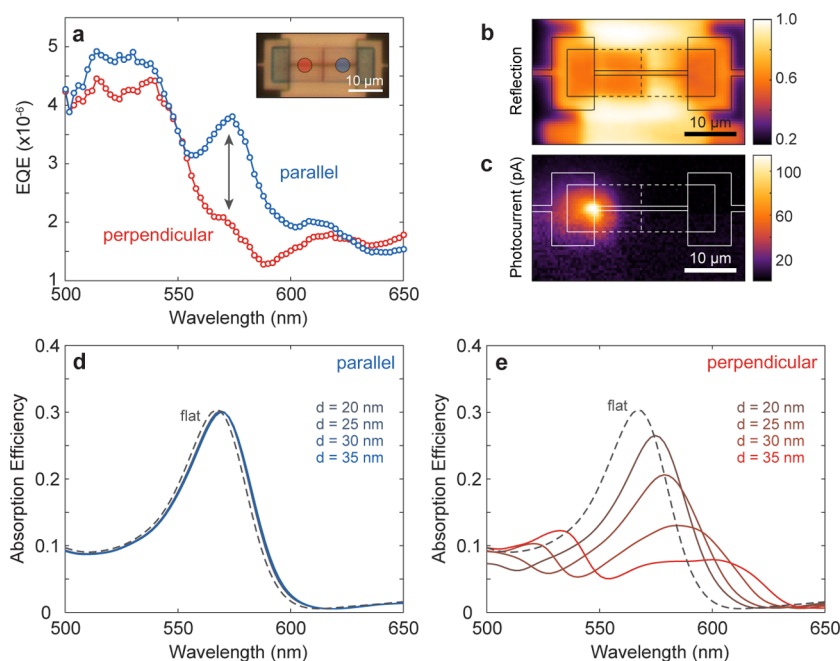 a
EQE (x10⁻⁶)
5
4
3
2
1
10 µm
parallel
perpendicular
500
550
600
650
Wavelength (nm)
b
Reflection
10 µm
1.0
0.6
0.2
c
Photocurrent (pA)
10 µm
100
60
20
d
Absorption Efficiency
0.4
0.3
0.2
0.1
0
parallel
flat
d = 20 nm
d = 25 nm
d = 30 nm
d = 35 nm
500
550
600
650
Wavelength (nm)
e
Absorption Efficiency
0.4
0.3
0.2
0.1
0
perpendicular
flat
d = 20 nm
d = 25 nm
d = 30 nm
d = 35 nm
500
550
600
650
Wavelength (nm)